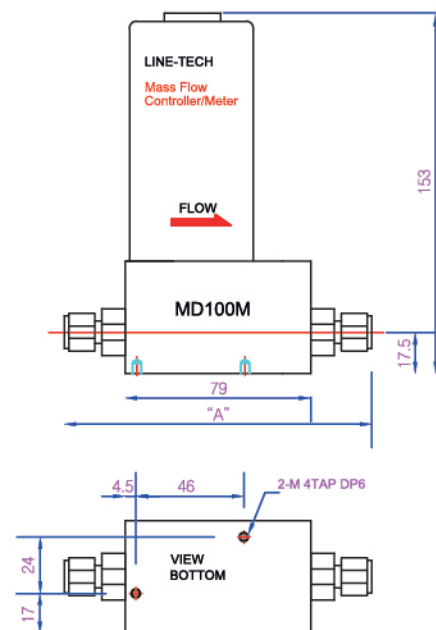 LINE-TECH
Mass Flow
Controller/Meter
FLOW
153
MD100M
17.5
79
"A"
4.5
46
2-M 4TAP DP6
24
VIEW
BOTTOM
17